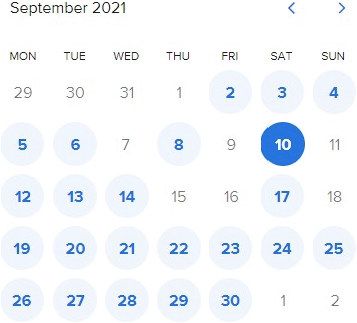 September 2021
MON TUE WED THU FRI SAT SUN
29 30 31 1 2 3 4
5 6 7 8 9 10 11
12 13 14 15 16 17 18
19 20 21 22 23 24 25
26 27 28 29 30 1 2